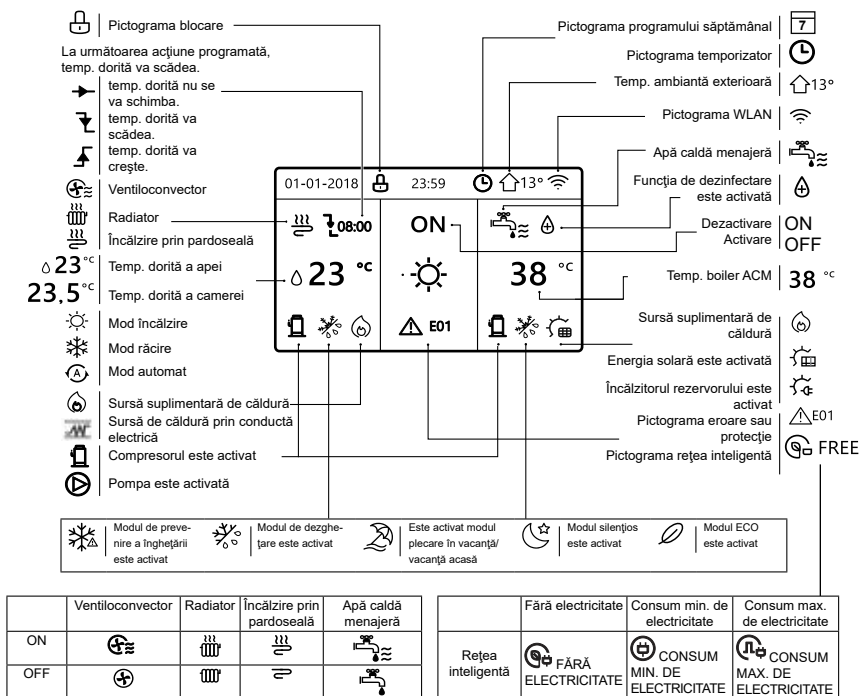 Pictograma blocare
La următoarea acțiune programată,
temp. dorită va scădea.
temp. dorită nu se
va schimba.
temp. dorită va
scădea.
temp. dorită va
crește.
Ventiloconvector
Radiator
Încălzire prin pardoseală
23°C Temp. dorită a apei
23,5°C Temp. dorită a camerei
Mod încălzire
Mod răcire
A Mod automat
Sursă suplimentară de căldură
Sursă de căldură prin conductă
electrică
Compresorul este activat
Pompa este activată
01-01-2018 23:59 13°
08:00 ON
23 °C 38 °C
E01
Pictograma programului săptămânal 7
Pictograma temporizator
Temp. ambiantă exterioară 13°
Pictograma WLAN
Apă caldă menajeră
Funcția de dezinfectare
este activată
Dezactivare ON
Activare OFF
Temp. boiler ACM 38 °C
Sursă suplimentară de
căldură
Energia solară este activată
Încălzitorul rezervorului este
activat
Pictograma eroare sau E01
protecție
Pictograma rețea inteligentă FREE
Modul de preve-
nire a înghețării
este activat
Modul de dezghe-
țare este activat
Este activat modul
plecare în vacanță/
vacanță acasă
Modul silențios
este activat
Modul ECO
este activat
Ventiloconvector Radiator Încălzire prin
pardoseală Apă caldă
menajeră
ON
OFF
Fără electricitate Consum min. de
electricitate Consum max.
de electricitate
Rețea
inteligentă
FĂRĂ
ELECTRICITATE
CONSUM
MIN. DE
ELECTRICITATE
CONSUM
MAX. DE
ELECTRICITATE